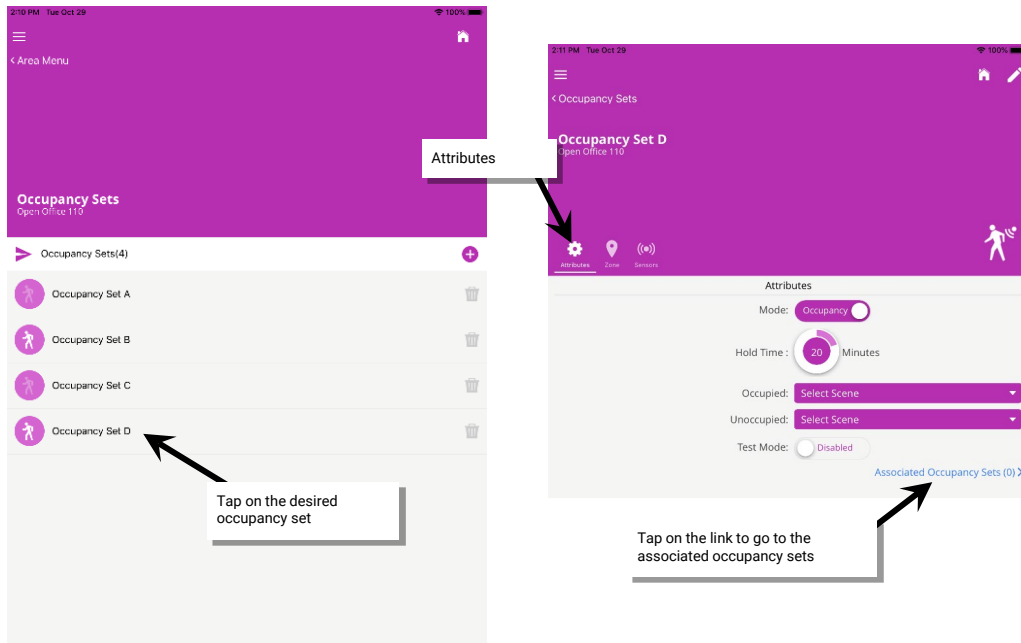 2:10 PM Tue Oct 29
100%
< Area Menu
Occupancy Sets
Open Office 110
Occupancy Sets(4)
Occupancy Set A
Occupancy Set B
Occupancy Set C
Occupancy Set D
Tap on the desired
occupancy set
2:11 PM Tue Oct 29
100%
< Occupancy Sets
Occupancy Set D
Open Office 110
Attributes
Attributes
Zone
Sensors
Attributes
Mode: Occupancy
Hold Time : 20 Minutes
Occupied: Select Scene
Unoccupied: Select Scene
Test Mode: Disabled
Associated Occupancy Sets (0) >
Tap on the link to go to the
associated occupancy sets